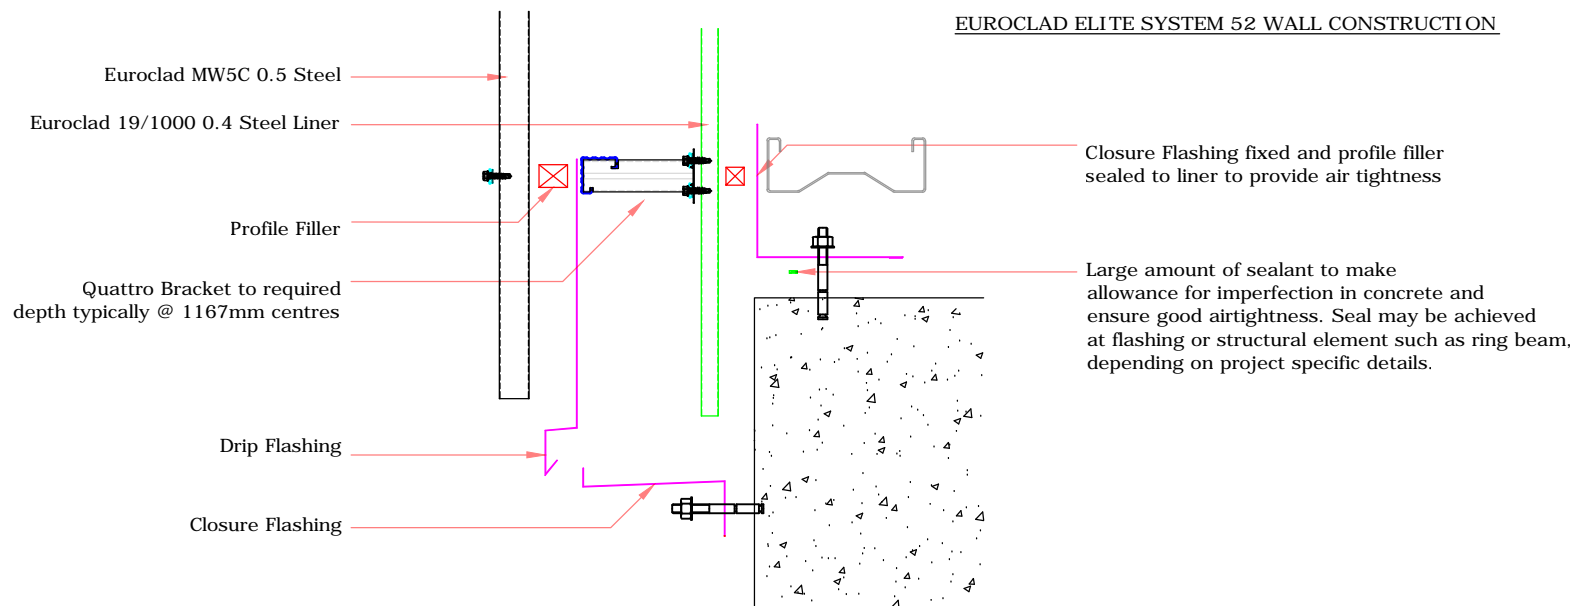 EUROCLAD ELITE SYSTEM 52 WALL CONSTRUCTION
Euroclad MW5C 0.5 Steel
Euroclad 19/1000 0.4 Steel Liner
Profile Filler
Quattro Bracket to required
depth typically @ 1167mm centres
Drip Flashing
Closure Flashing
Closure Flashing fixed and profile filler
sealed to liner to provide air tightness
Large amount of sealant to make
allowance for imperfection in concrete and
ensure good airtightness. Seal may be achieved
at flashing or structural element such as ring beam,
depending on project specific details.